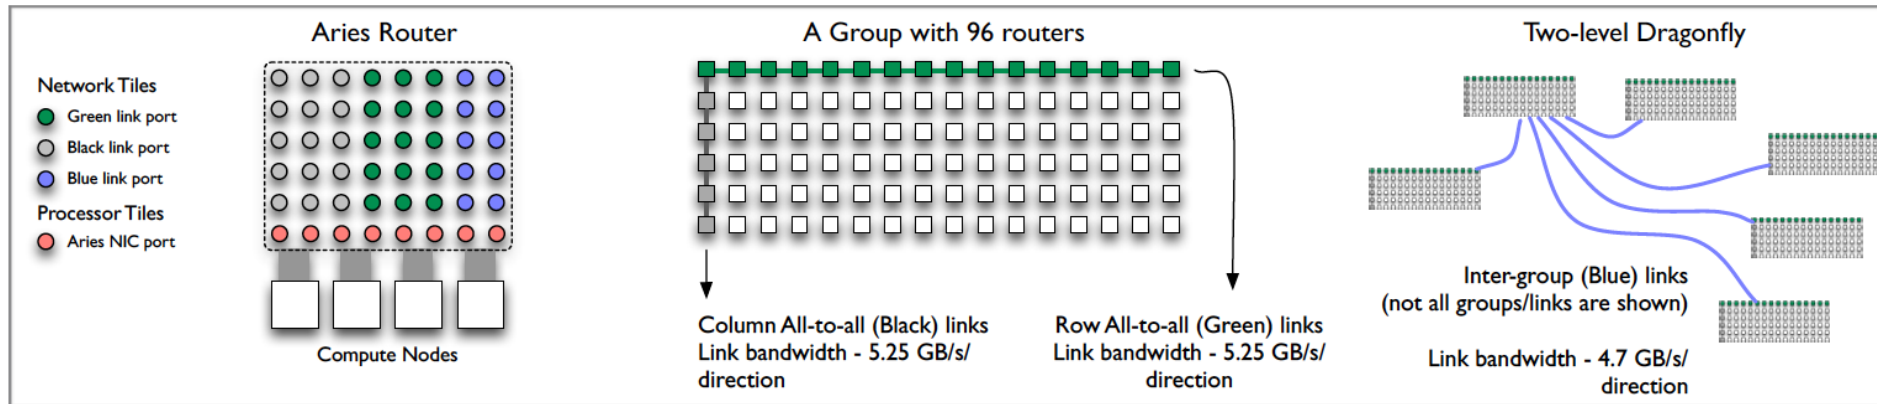 Aries Router
Network Tiles
Green link port
Black link port
Blue link port
Processor Tiles
Aries NIC port
Compute Nodes
A Group with 96 routers
Column All-to-all (Black) links
Link bandwidth - 5.25 GB/s/
direction
Row All-to-all (Green) links
Link bandwidth - 5.25 GB/s/
direction
Two-level Dragonfly
Inter-group (Blue) links
(not all groups/links are shown)
Link bandwidth - 4.7 GB/s/
direction